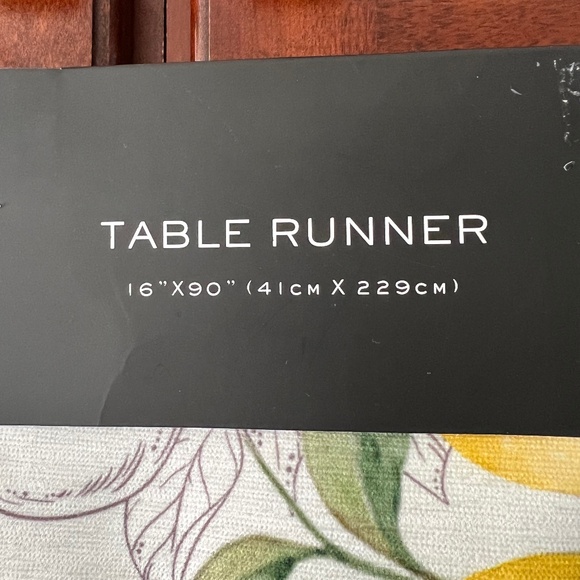 TABLE RUNNER
16"X90" (41CM X 229CM)